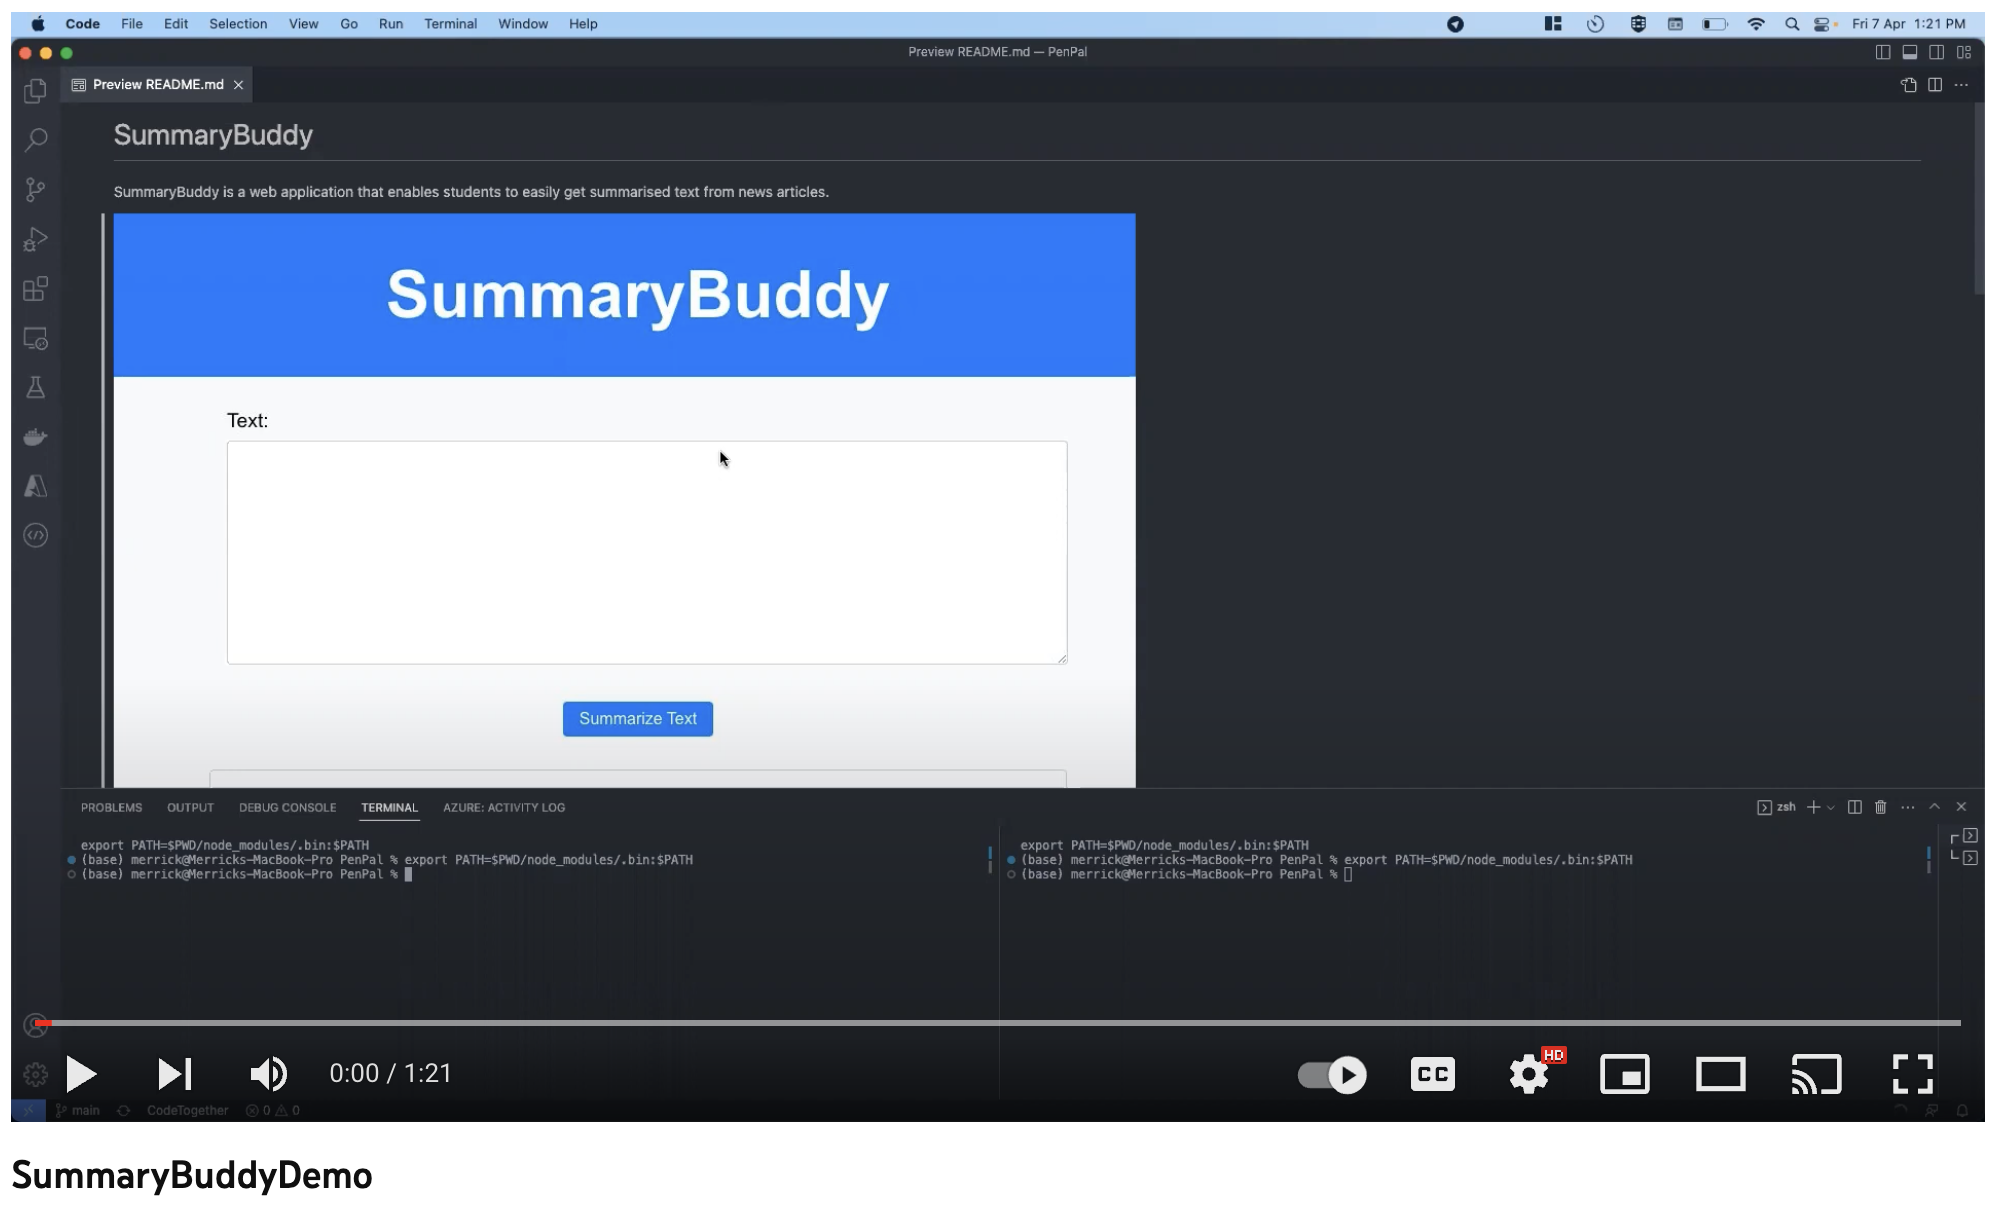 Code File Edit Selection View Go Run Terminal Window Help Fri 7 Apr 1:21 PM
Preview README.md — PenPal
Preview README.md
SummaryBuddy
SummaryBuddy is a web application that enables students to easily get summarised text from news articles.
SummaryBuddy
Text:
Summarize Text
PROBLEMS OUTPUT DEBUG CONSOLE TERMINAL AZURE: ACTIVITY LOG zsh
export PATH=$PWD/node_modules/.bin:$PATH
(base) merrick@Merricks-MacBook-Pro PenPal % export PATH=$PWD/node_modules/.bin:$PATH
(base) merrick@Merricks-MacBook-Pro PenPal %
export PATH=$PWD/node_modules/.bin:$PATH
(base) merrick@Merricks-MacBook-Pro PenPal % export PATH=$PWD/node_modules/.bin:$PATH
(base) merrick@Merricks-MacBook-Pro PenPal %
0:00 / 1:21 CC HD
main CodeTogether 0 0
SummaryBuddyDemo